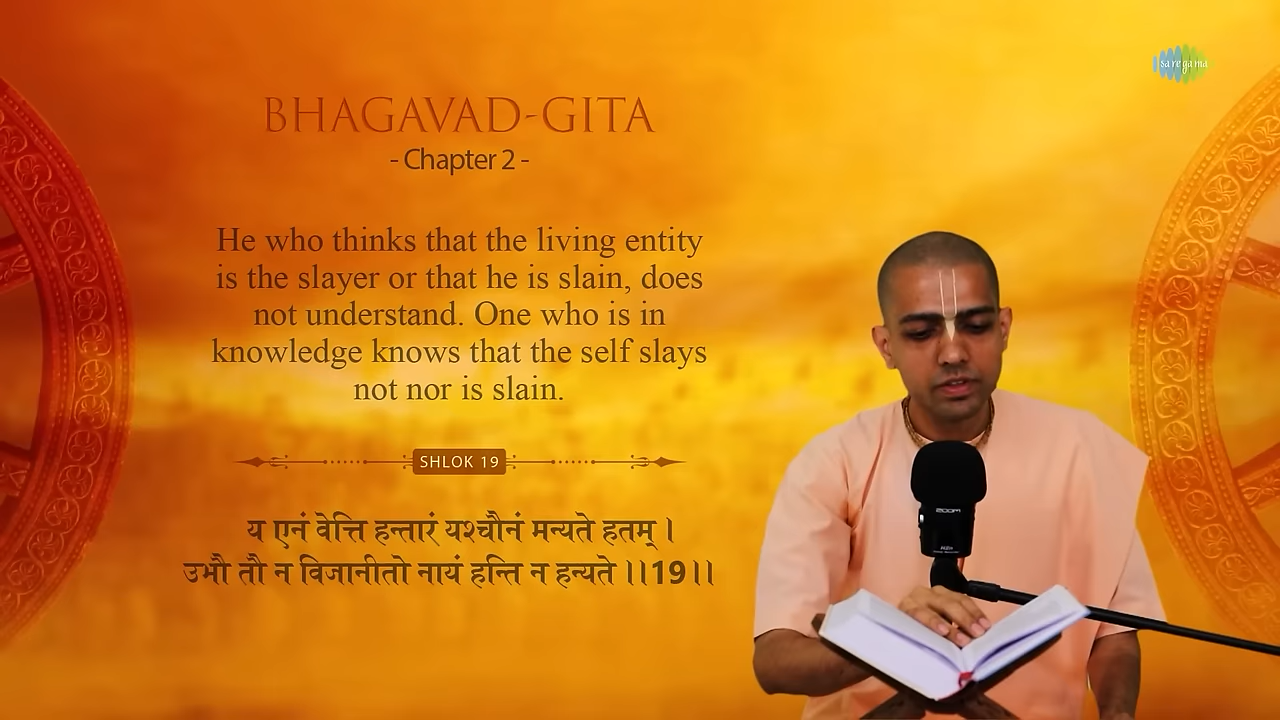 saregama
BHAGAVAD-GITA
- Chapter 2 -
He who thinks that the living entity
is the slayer or that he is slain, does
not understand. One who is in
knowledge knows that the self slays
not nor is slain.
SHLOK 19
य एनं वेत्ति हन्तारं यश्चौनं मन्यते हतम् ।
उभौ तौ न विजानीतो नायं हन्ति न हन्यते ।।19।।
ZOOM